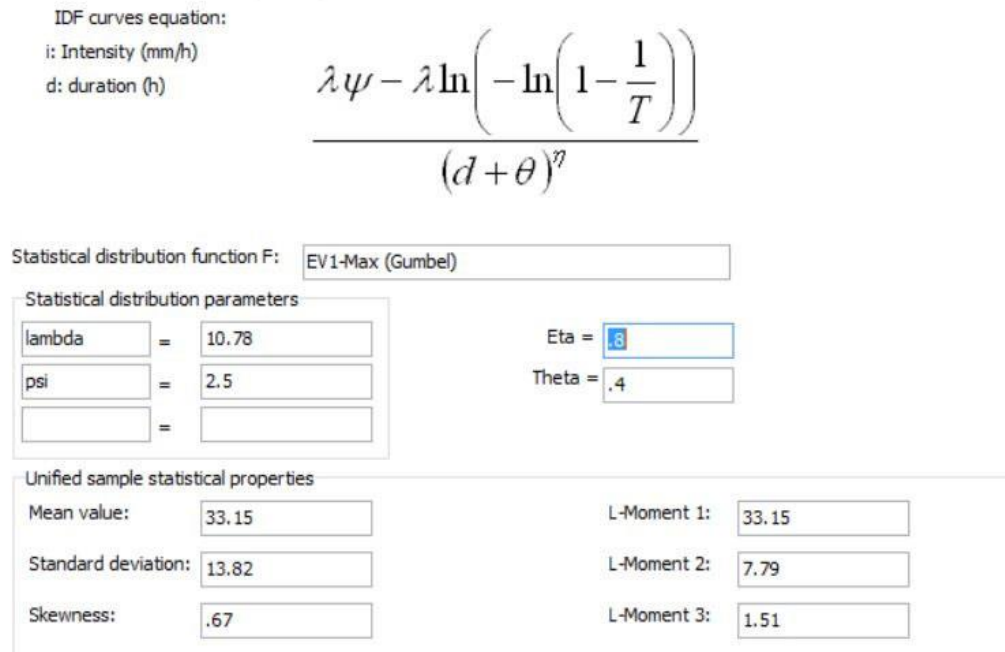 IDF curves equation:
i: Intensity (mm/h)
d: duration (h)
λψ − λ ln(−ln(1 − 1/T))
(d + θ)^η
Statistical distribution function F: EV1-Max (Gumbel)
Statistical distribution parameters
lambda = 10.78
Eta = .8
psi = 2.5
Theta = .4
=
Unified sample statistical properties
Mean value: 33.15
L-Moment 1: 33.15
Standard deviation: 13.82
L-Moment 2: 7.79
Skewness: .67
L-Moment 3: 1.51